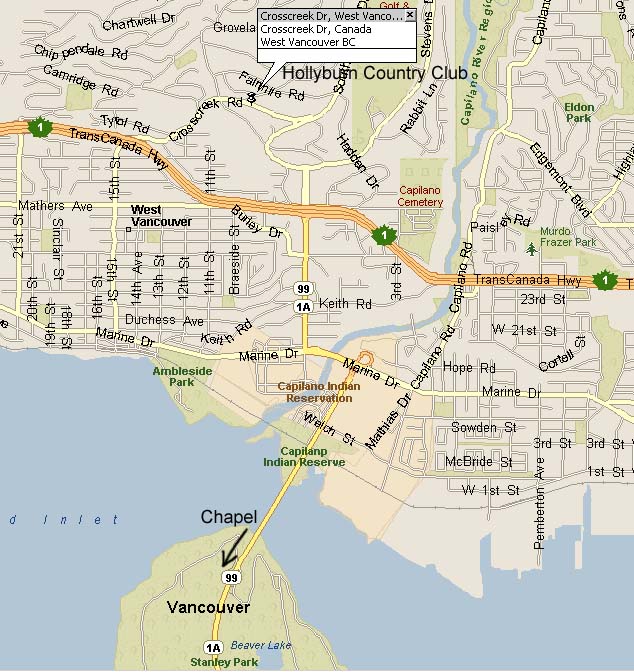 Chartwell Dr
Golf &
Crosscreek Dr, West Vanco...
Crosscreek Dr, Canada
West Vancouver BC
Capilano
Grovela
Stevens
Capilano River Regi
Chippendale Rd
Camridge Rd
Fairmire Rd
Hollyburn Country Club
South
Rabbit Ln
Eldon
Park
Tyrol Rd
Crosscreek Rd
1
TransCanada Hwy
11th St
15th St
Hadden Dr
Edgemont Blvd
Highl
Capilano
Cemetery
Mathers Ave
West
Vancouver
Burley Dr
21st St
Sinclair St
Paisley Rd
Murdo
Frazer Park
1
Capilano Rd
TransCanada Hwy
1
T
20th St
19th St
18th St
16th St
15th St
14th Ave
13th St
12th St
11th St
Braeside St
99
1A
Keith Rd
3rd St
23rd St
W 21st St
Duchess Ave
Keith Rd
Marine Dr
Marine Dr
Marine Dr
Capilano Rd
Hope Rd
Cortell St
Ambleside
Park
Capilano Indian
Reservation
Marine Dr
Welch St
Mathias Dr
Sowden St
3rd St
3rd St
Capilanp
Indian Reserve
McBride St
1st St
W 1st St
Pemberton Ave
d Inlet
Chapel
99
Vancouver
1A
Beaver Lake
Stanley Park